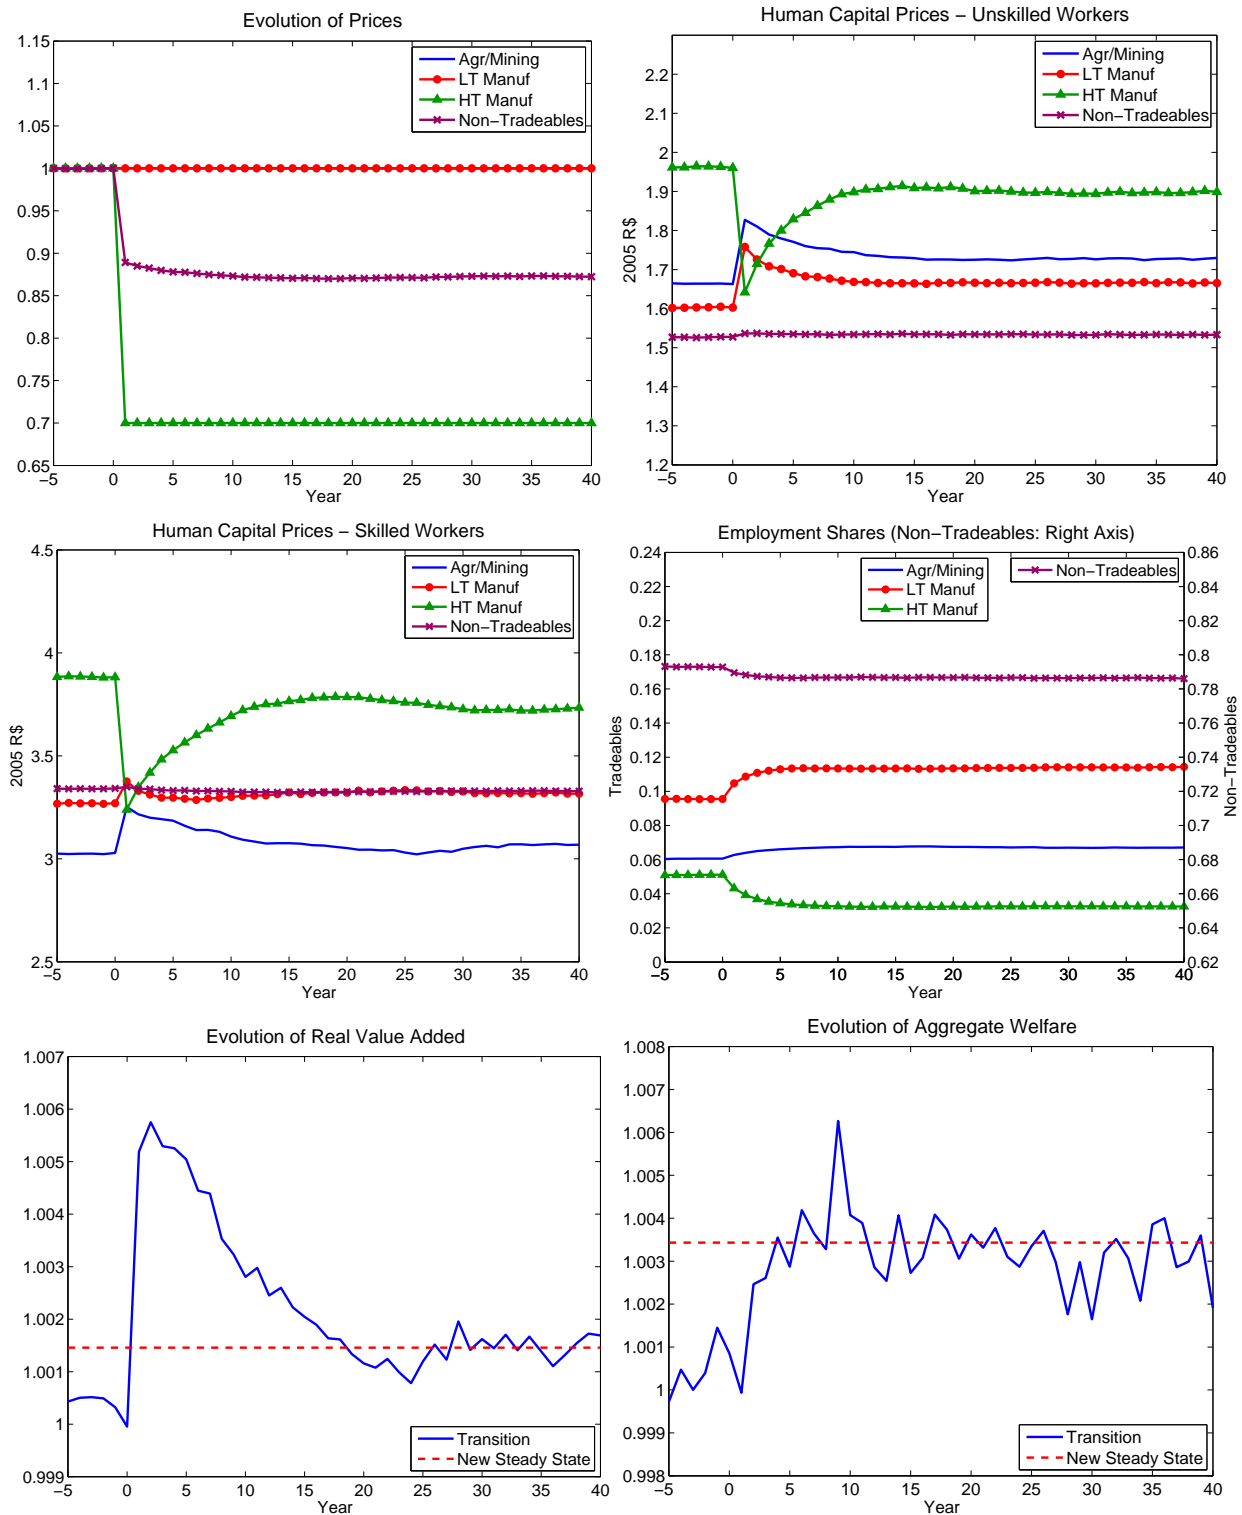 Evolution of Prices
1.15
1.1
1.05
1
0.95
0.9
0.85
0.8
0.75
0.7
0.65
−5 0 5 10 15 20 25 30 35 40
Year
Agr/Mining
LT Manuf
HT Manuf
Non−Tradeables
Human Capital Prices − Unskilled Workers
2.2
2.1
2
1.9
1.8
1.7
1.6
1.5
1.4
1.3
1.2
2005 R$
−5 0 5 10 15 20 25 30 35 40
Year
Agr/Mining
LT Manuf
HT Manuf
Non−Tradeables
Human Capital Prices − Skilled Workers
4.5
4
3.5
3
2.5
2005 R$
−5 0 5 10 15 20 25 30 35 40
Year
Agr/Mining
LT Manuf
HT Manuf
Non−Tradeables
Employment Shares (Non−Tradeables: Right Axis)
0.24
0.22
0.2
0.18
0.16
0.14
0.12
0.1
0.08
0.06
0.04
0.02
0
Tradeables
−5 0 5 10 15 20 25 30 35 40
Year
Agr/Mining
LT Manuf
HT Manuf
Non−Tradeables
0.86
0.84
0.82
0.8
0.78
0.76
0.74
0.72
0.7
0.68
0.66
0.64
0.62
Non−Tradeables
Evolution of Real Value Added
1.007
1.006
1.005
1.004
1.003
1.002
1.001
1
0.999
−5 0 5 10 15 20 25 30 35 40
Year
Transition
New Steady State
Evolution of Aggregate Welfare
1.008
1.007
1.006
1.005
1.004
1.003
1.002
1.001
1
0.999
0.998
−5 0 5 10 15 20 25 30 35 40
Year
Transition
New Steady State